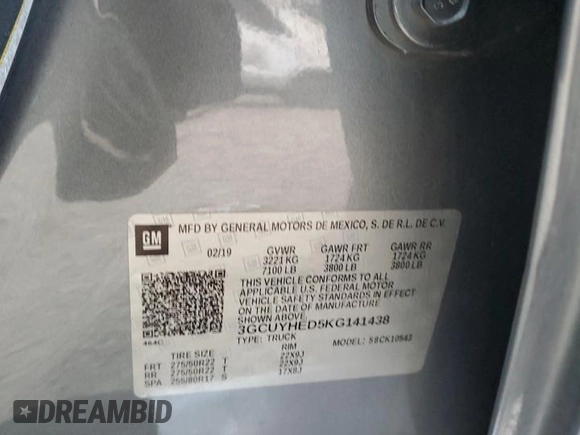 GM
MFD BY GENERAL MOTORS DE MEXICO, S. DE R.L. DE C.V.
02/19 GVWR GAWR FRT GAWR RR
3221 KG 1724 KG 1724 KG
7100 LB 3800 LB 3800 LB
THIS VEHICLE CONFORMS TO ALL
APPLICABLE U.S. FEDERAL MOTOR
VEHICLE SAFETY STANDARDS IN EFFECT
ON THE DATE OF MANUFACTURE
SHOWN ABOVE.
3GCUYHED5KG141438
TYPE: TRUCK MODEL: S8CK10543
TIRE SIZE RIM
FRT 275/50R22 T 22X9J
RR 275/50R22 T 22X9J
SPA 255/80R17 S 17X8J
DREAMBID